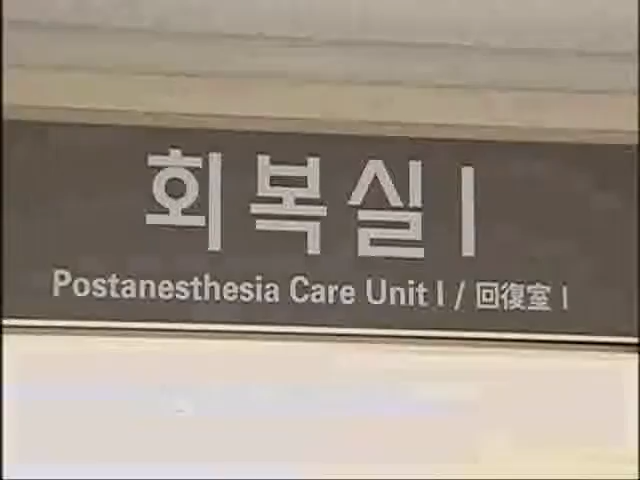 회복실 I
Postanesthesia Care Unit I / 回復室 I